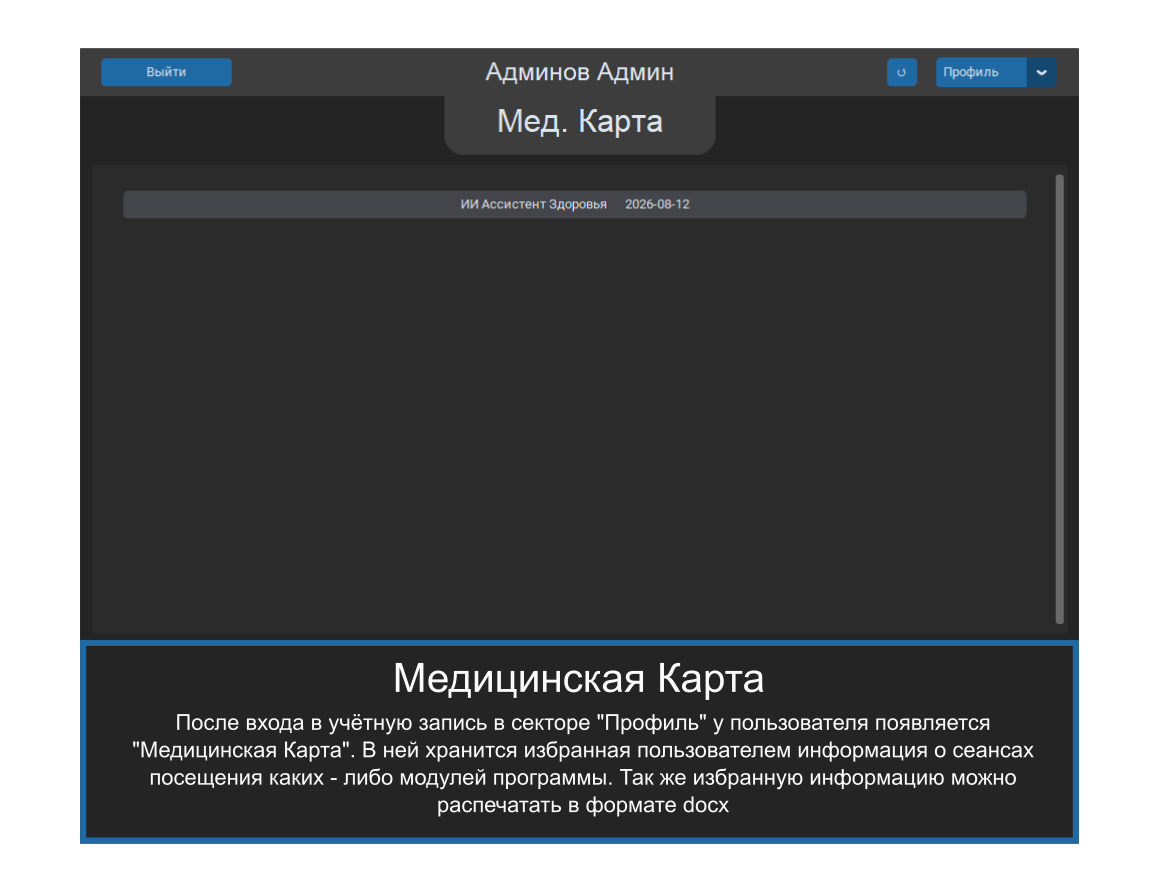 Выйти
Админов Админ
Профиль
Мед. Карта
ИИ Ассистент Здоровья 2026-08-12
Медицинская Карта
После входа в учётную запись в секторе "Профиль" у пользователя появляется
"Медицинская Карта". В ней хранится избранная пользователем информация о сеансах
посещения каких - либо модулей программы. Так же избранную информацию можно
распечатать в формате docx